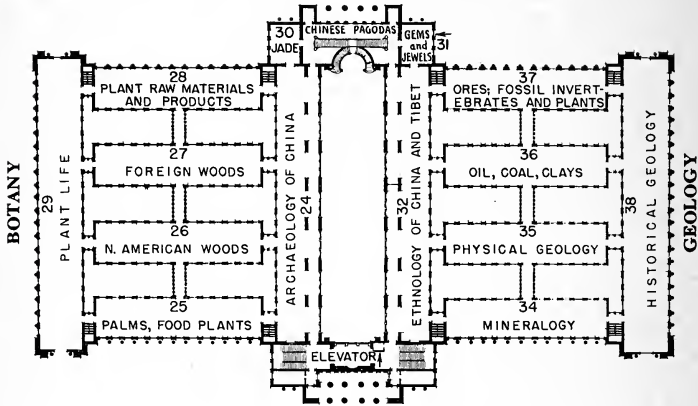 CHINESE PAGODAS
30
JADE
GEMS
and
JEWELS
31
28
PLANT RAW MATERIALS
AND PRODUCTS
37
ORES; FOSSIL INVERT-
EBRATES AND PLANTS
27
FOREIGN WOODS
36
OIL, COAL, CLAYS
BOTANY
29
PLANT LIFE
ARCHAEOLOGY OF CHINA
24
32
ETHNOLOGY OF CHINA AND TIBET
38
HISTORICAL GEOLOGY
GEOLOGY
26
N. AMERICAN WOODS
35
PHYSICAL GEOLOGY
25
PALMS, FOOD PLANTS
34
MINERALOGY
ELEVATOR